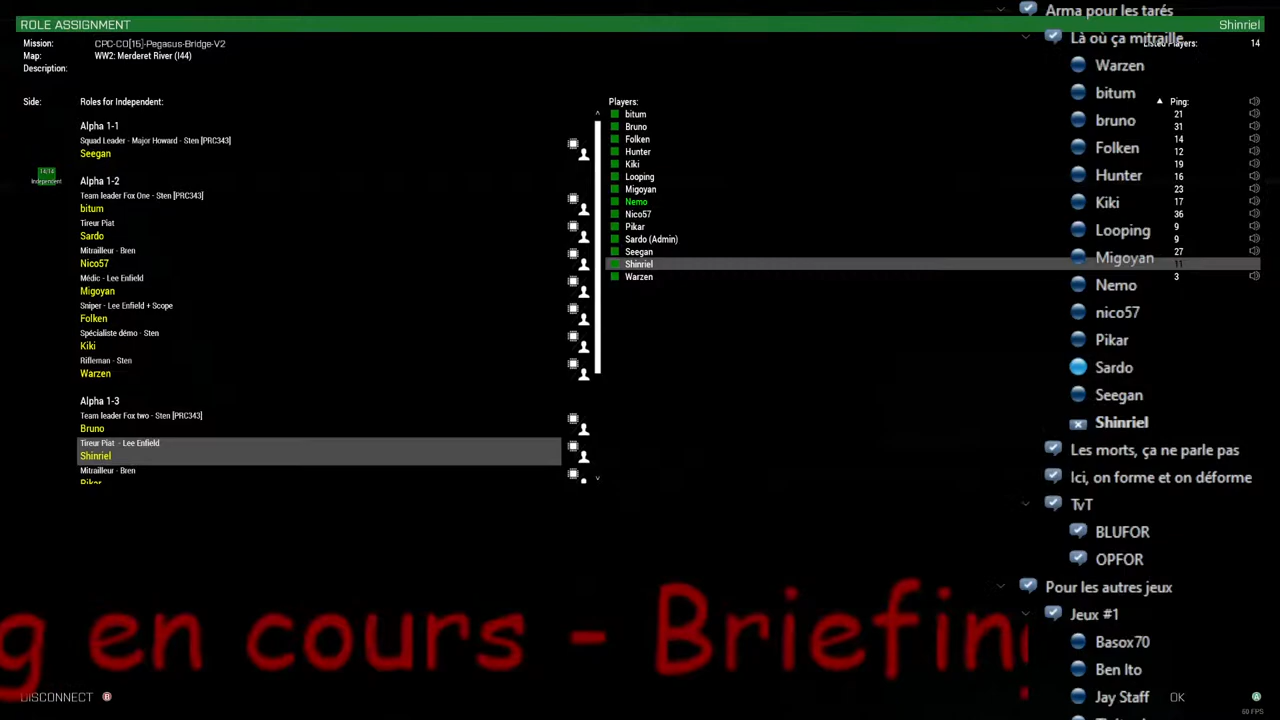 ROLE ASSIGNMENT
Shinriel
Mission:
CPC-CO[15]-Pegasus-Bridge-V2
Map:
WW2: Merderet River (I44)
Description:
Listed Players:
14
Side:
Roles for Independent:
14/14
Independent
Alpha 1-1
Squad Leader - Major Howard - Sten [PRC343]
Seegan
Alpha 1-2
Team leader Fox One - Sten [PRC343]
bitum
Tireur Piat
Sardo
Mitrailleur - Bren
Nico57
Médic - Lee Enfield
Migoyan
Sniper - Lee Enfield + Scope
Folken
Spécialiste démo - Sten
Kiki
Rifleman - Sten
Warzen
Alpha 1-3
Team leader Fox two - Sten [PRC343]
Bruno
Tireur Piat - Lee Enfield
Shinriel
Mitrailleur - Bren
Pikar
Players:
Ping:
bitum 21
Bruno 31
Folken 14
Hunter 12
Kiki 19
Looping 16
Migoyan 23
Nemo 17
Nico57 36
Pikar 9
Sardo (Admin) 9
Seegan 27
Shinriel 11
Warzen 3
Arma pour les tarés
Là où ça mitraille
Warzen
bitum
bruno
Folken
Hunter
Kiki
Looping
Migoyan
Nemo
nico57
Pikar
Sardo
Seegan
Shinriel
Les morts, ça ne parle pas
Ici, on forme et on déforme
TvT
BLUFOR
OPFOR
Pour les autres jeux
Jeux #1
Basox70
Ben Ito
Jay Staff
g en cours - Briefing
DISCONNECT B
OK A
60 FPS